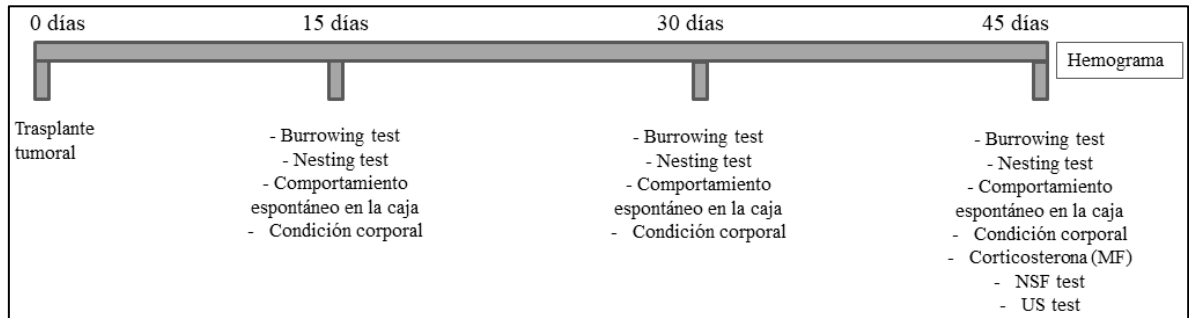 0 días
15 días
30 días
45 días
Hemograma
Trasplante
tumoral
- Burrowing test
- Nesting test
- Comportamiento
espontáneo en la caja
- Condición corporal
- Burrowing test
- Nesting test
- Comportamiento
espontáneo en la caja
- Condición corporal
- Burrowing test
- Nesting test
- Comportamiento
espontáneo en la caja
- Condición corporal
- Corticosterona (MF)
- NSF test
- US test